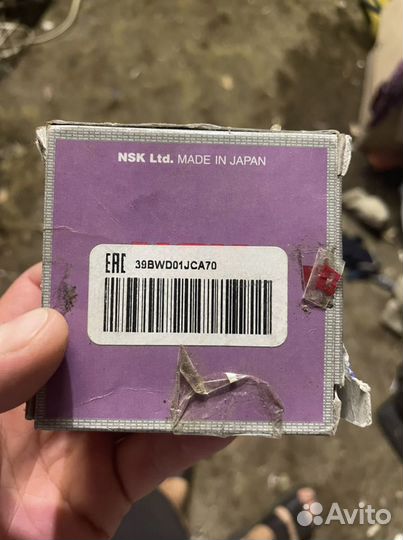 NSK Ltd. MADE IN JAPAN
EAC 39BWD01JCA70
Avito